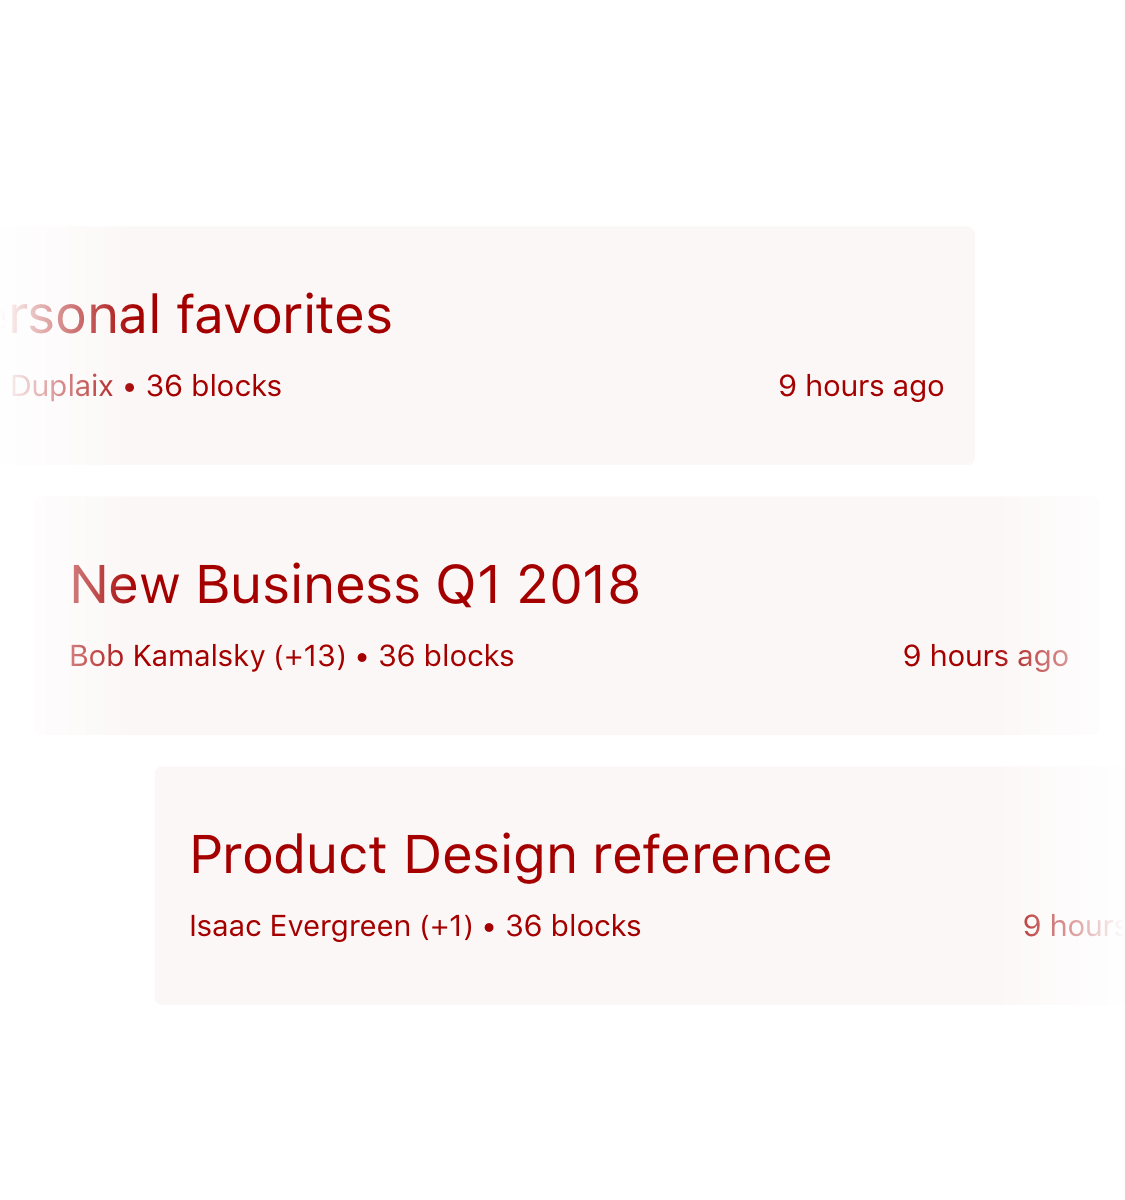 rsonal favorites
Duplaix • 36 blocks
9 hours ago
New Business Q1 2018
Bob Kamalsky (+13) • 36 blocks
9 hours ago
Product Design reference
Isaac Evergreen (+1) • 36 blocks
9 hours